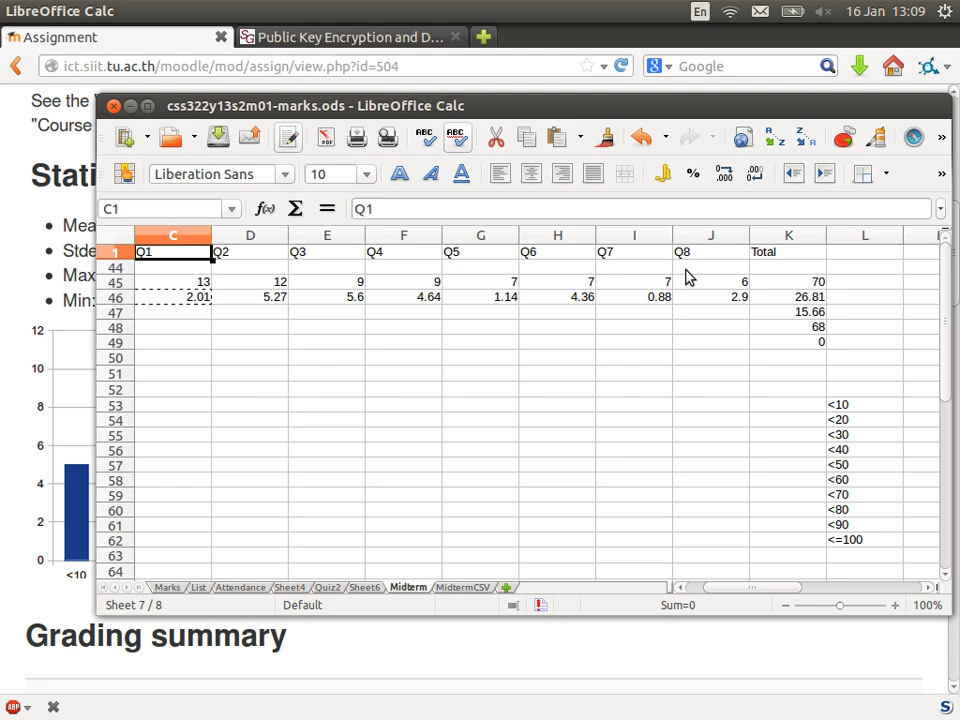 LibreOffice Calc
En
16 Jan 13:09
Assignment
Public Key Encryption and D...
ict.siit.tu.ac.th/moodle/mod/assign/view.php?id=504
Google
See the
"Course
css322y13s2m01-marks.ods - LibreOffice Calc
Liberation Sans
10
C1
Q1
C D E F G H I J K L
1 Q1 Q2 Q3 Q4 Q5 Q6 Q7 Q8 Total
44
45 13 12 9 9 7 7 7 6 70
46 2.01 5.27 5.6 4.64 1.14 4.36 0.88 2.9 26.81
47 15.66
48 68
49 0
50
51
52
53 <10
54 <20
55 <30
56 <40
57 <50
58 <60
59 <70
60 <80
61 <90
62 <=100
63
64
Marks List Attendance Sheet4 Quiz2 Sheet6 Midterm MidtermCSV
Sheet 7 / 8 Default Sum=0 100%
Stati
Mea
Stde
Max
Min:
12
10
8
6
4
2
0
<10
Grading summary
ABP
S